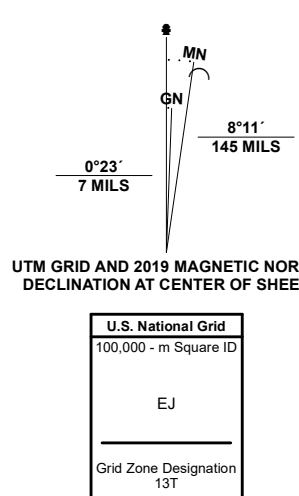 MN
GN
8°11´
145 MILS
0°23´
7 MILS
UTM GRID AND 2019 MAGNETIC NOR
DECLINATION AT CENTER OF SHEE
U.S. National Grid
100,000 - m Square ID
EJ
Grid Zone Designation
13T